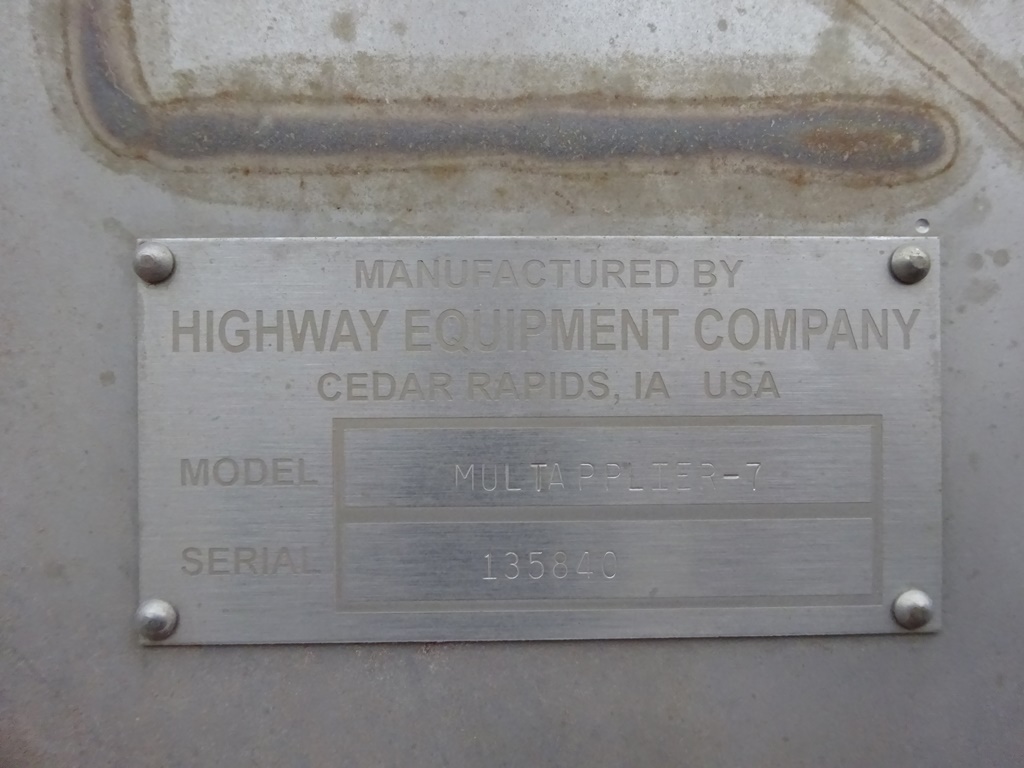 MANUFACTURED BY
HIGHWAY EQUIPMENT COMPANY
CEDAR RAPIDS, IA USA
MODEL MULTAPPLIER-7
SERIAL 135840